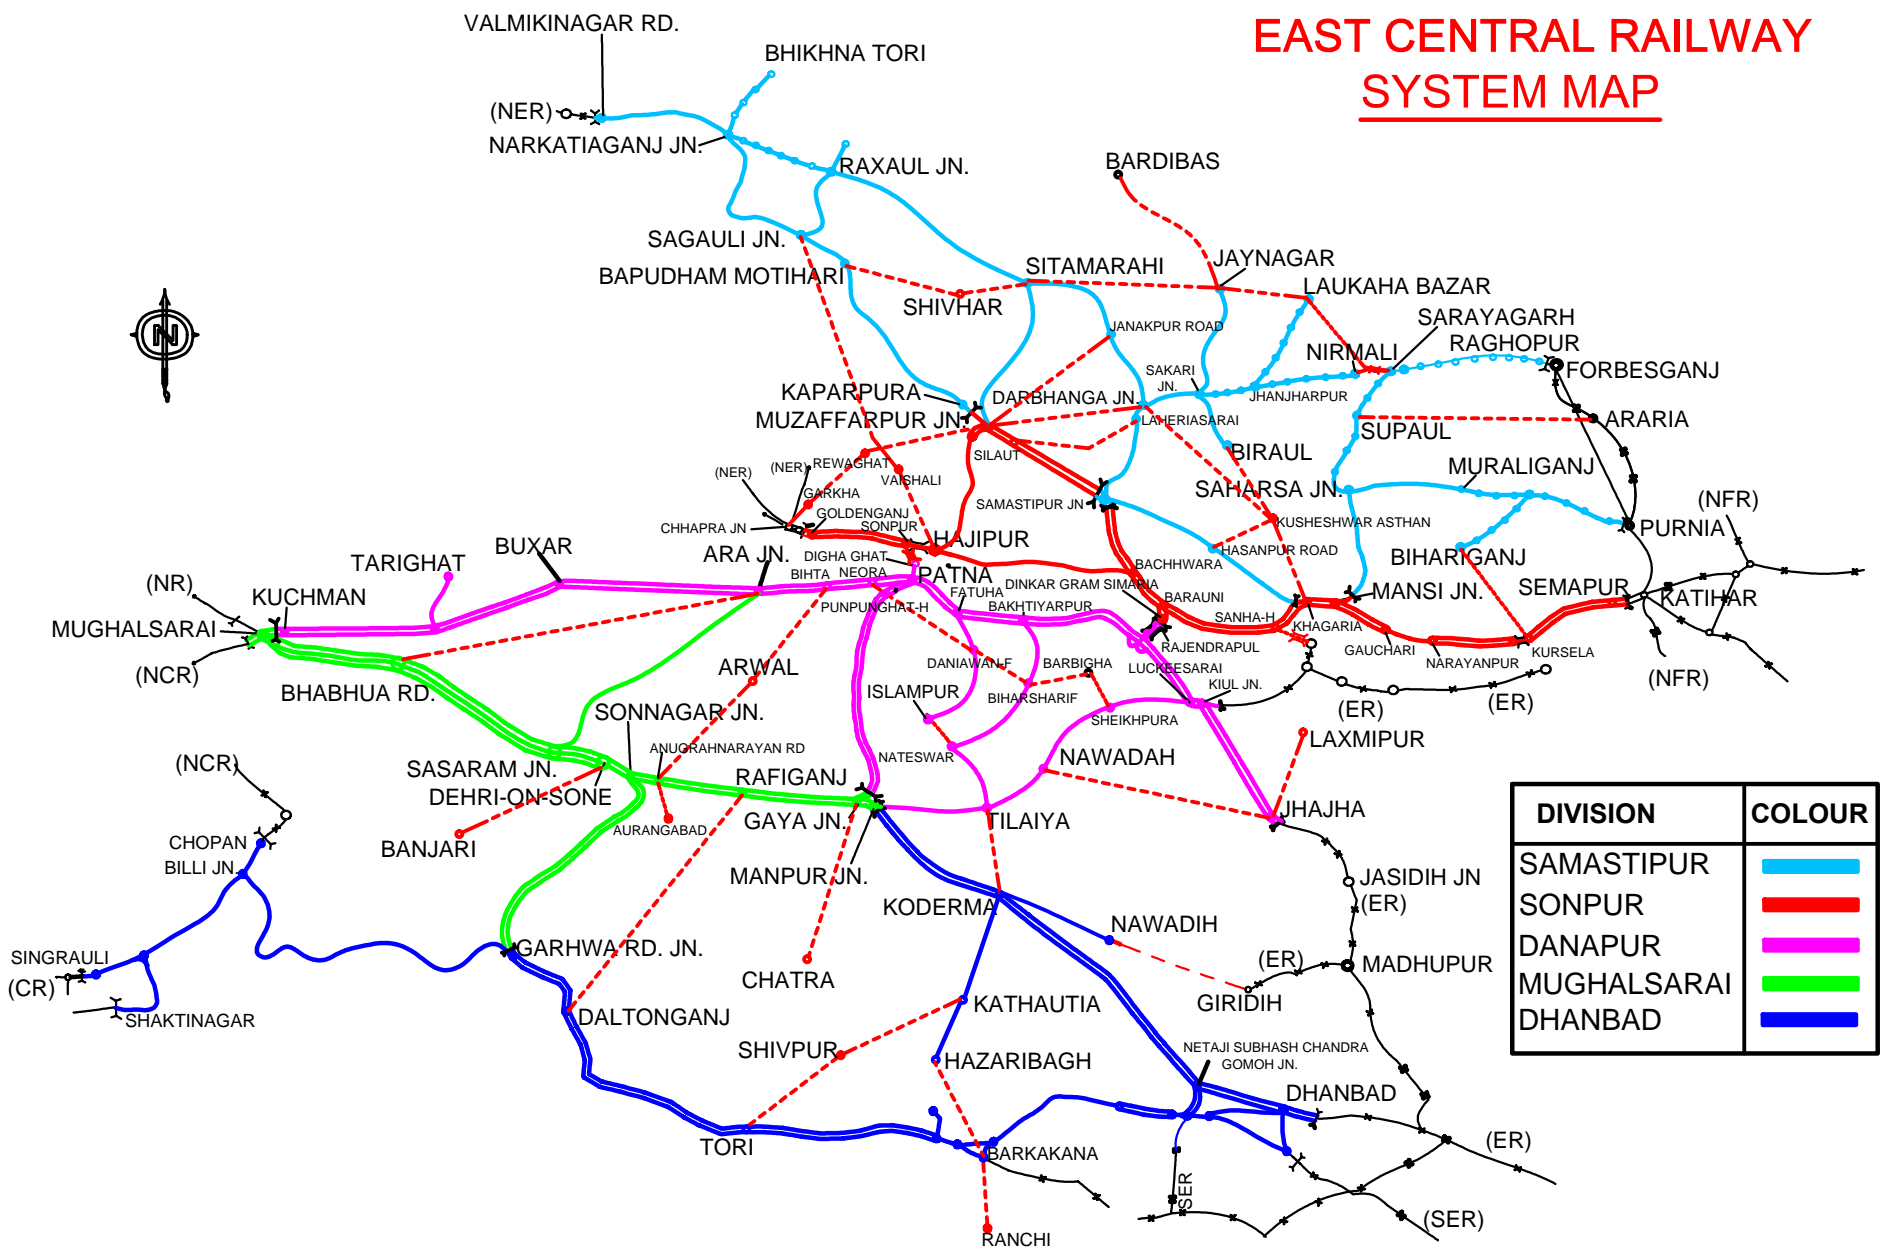 EAST CENTRAL RAILWAY
SYSTEM MAP
VALMIKINAGAR RD.
BHIKHNA TORI
(NER)
NARKATIAGANJ JN.
RAXAUL JN.
BARDIBAS
SAGAULI JN.
BAPUDHAM MOTIHARI
SHIVHAR
SITAMARAHI
JAYNAGAR
LAUKAHA BAZAR
SARAYAGARH
RAGHOPUR
NIRMALI
FORBESGANJ
JANAKPUR ROAD
SAKARI
JN.
JHANJHARPUR
N
KAPARPURA
MUZAFFARPUR JN.
DARBHANGA JN.
LAHERIASARAI
SUPAUL
ARARIA
BIRAUL
SILAUT
(NER)
(NER)
REWAGHAT
VAISHALI
GARKHA
GOLDENGANJ
CHHAPRA JN
SONPUR
HAJIPUR
SAMASTIPUR JN
SAHARSA JN.
MURALIGANJ
(NFR)
PURNIA
KUSHESHWAR ASTHAN
HASANPUR ROAD
BIHARIGANJ
BACHHWARA
TARIGHAT
BUXAR
ARA JN.
DIGHA GHAT
BIHTA
NEORA
PATNA
DINKAR GRAM SIMARIA
(NR)
KUCHMAN
MUGHALSARAI
(NCR)
PUNPUNGHAT-H
FATUHA
BAKHTIYARPUR
BARAUNI
SANHA-H
KHAGARIA
MANSI JN.
SEMAPUR
KATIHAR
RAJENDRAPUL
GAUCHARI
NARAYANPUR
KURSELA
(NFR)
BHABHUA RD.
ARWAL
DANIAWAN-F
BARBIGHA
LUCKEESARAI
KIUL JN.
ISLAMPUR
BIHARSHARIF
SHEIKHPURA
(ER)
(ER)
SONNAGAR JN.
ANUGRAHNARAYAN RD
NATESWAR
NAWADAH
LAXMIPUR
(NCR)
SASARAM JN.
DEHRI-ON-SONE
RAFIGANJ
GAYA JN.
TILAIYA
JHAJHA
AURANGABAD
BANJARI
CHOPAN
BILLI JN.
MANPUR JN.
KODERMA
JASIDIH JN
(ER)
NAWADIH
SINGRAULI
(CR)
GARHWA RD. JN.
CHATRA
(ER)
MADHUPUR
GIRIDIH
SHAKTINAGAR
DALTONGANJ
KATHAUTIA
SHIVPUR
HAZARIBAGH
NETAJI SUBHASH CHANDRA
GOMOH JN.
DHANBAD
TORI
BARKAKANA
(ER)
SER
(SER)
RANCHI
DIVISION COLOUR
SAMASTIPUR
SONPUR
DANAPUR
MUGHALSARAI
DHANBAD